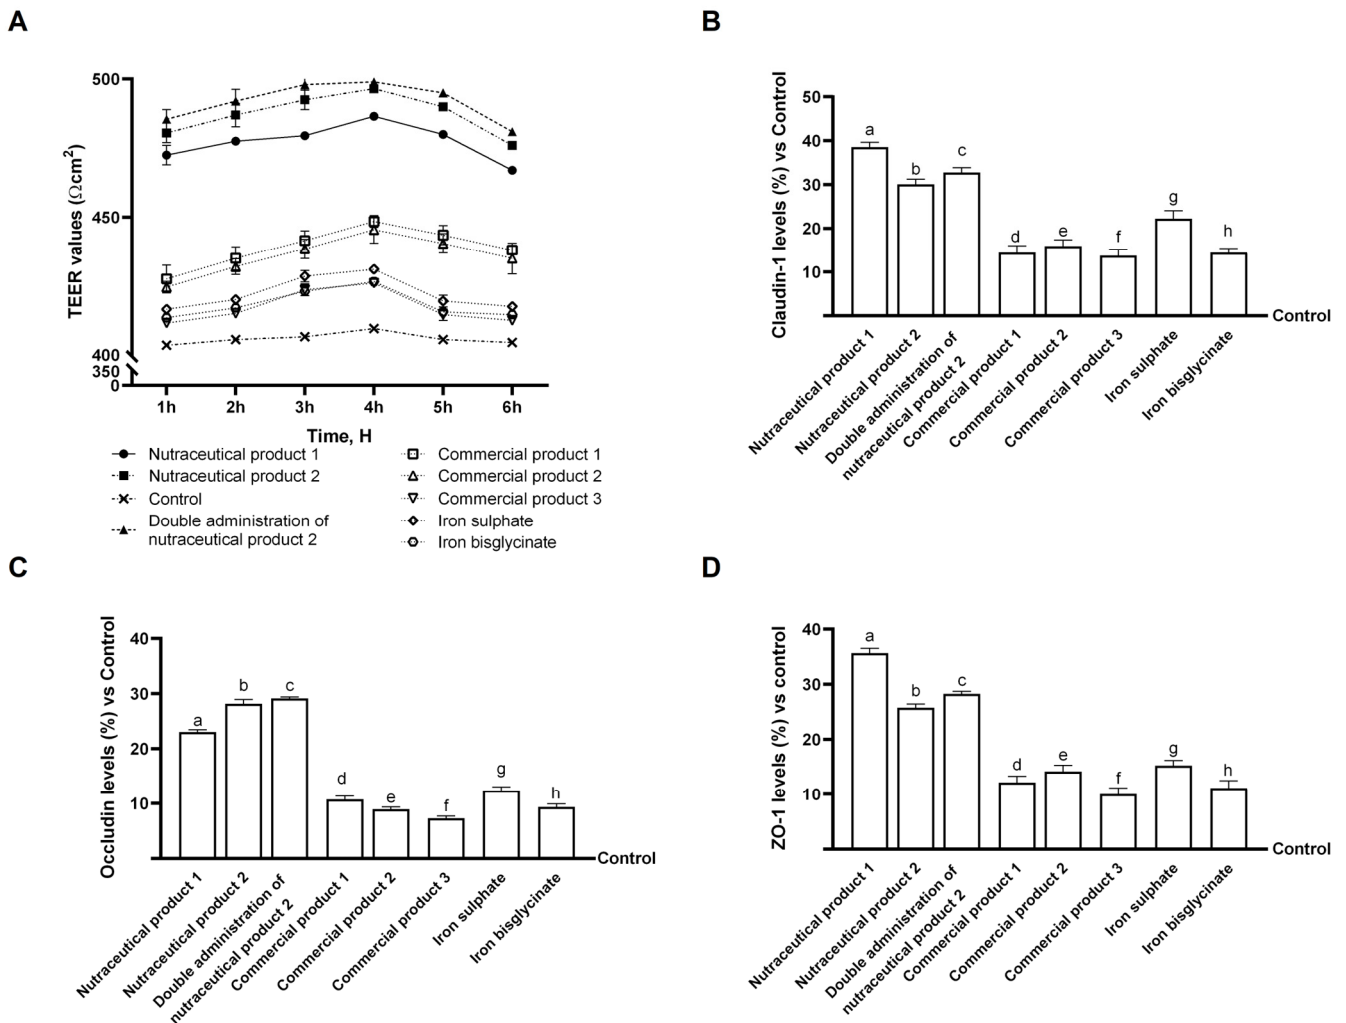 A
TEER values (Ωcm2)
500
450
400
350
0
1h 2h 3h 4h 5h 6h
Time, H
Nutraceutical product 1
Nutraceutical product 2
Control
Double administration of
nutraceutical product 2
Commercial product 1
Commercial product 2
Commercial product 3
Iron sulphate
Iron bisglycinate
B
Claudin-1 levels (%) vs Control
50
40
30
20
10
a b c d e f g h
Control
Nutraceutical product 1
Nutraceutical product 2
Double administration of
nutraceutical product 2
Commercial product 1
Commercial product 2
Commercial product 3
Iron sulphate
Iron bisglycinate
C
Occludin levels (%) vs Control
40
30
20
10
a b c d e f g h
Control
Nutraceutical product 1
Nutraceutical product 2
Double administration of
nutraceutical product 2
Commercial product 1
Commercial product 2
Commercial product 3
Iron sulphate
Iron bisglycinate
D
ZO-1 levels (%) vs control
40
30
20
10
a b c d e f g h
Control
Nutraceutical product 1
Nutraceutical product 2
Double administration of
nutraceutical product 2
Commercial product 1
Commercial product 2
Commercial product 3
Iron sulphate
Iron bisglycinate